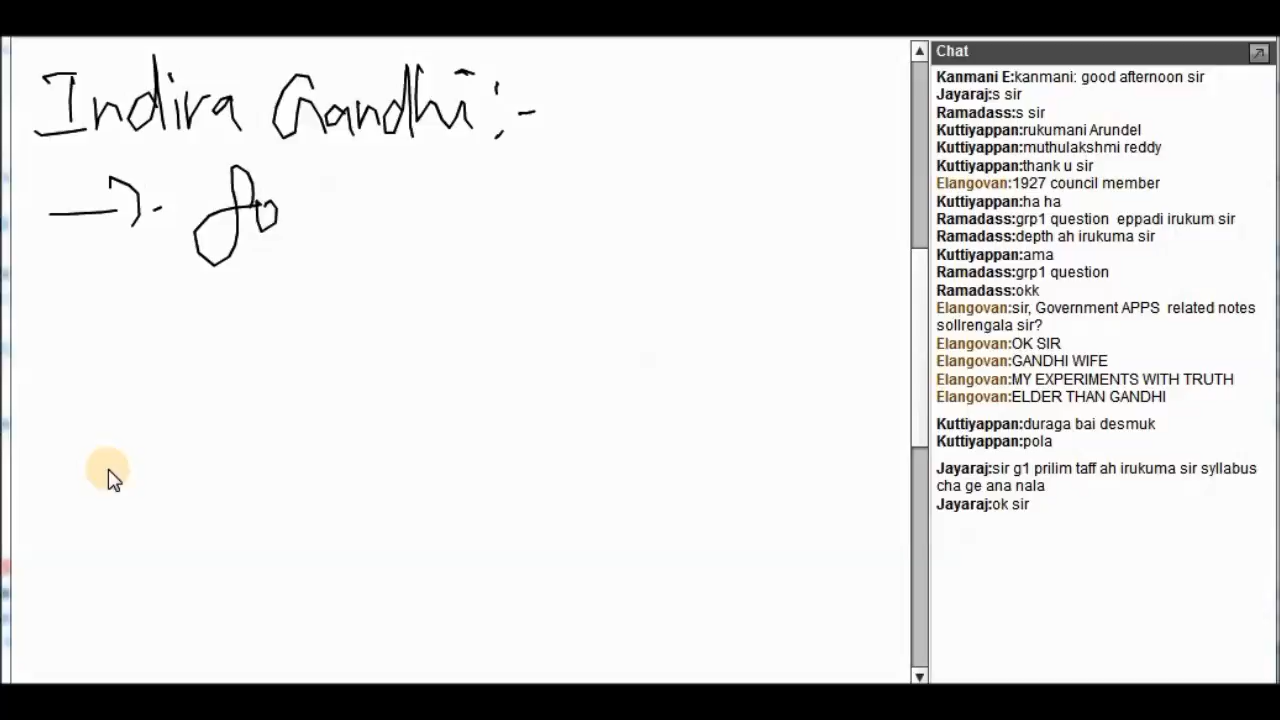 Indira Gandhi :-
→ fo
Chat
Kanmani E:kanmani: good afternoon sir
Jayaraj:s sir
Ramadass:s sir
Kuttiyappan:rukumani Arundel
Kuttiyappan:muthulakshmi reddy
Kuttiyappan:thank u sir
Elangovan:1927 council member
Kuttiyappan:ha ha
Ramadass:grp1 question eppadi irukum sir
Ramadass:depth ah irukuma sir
Kuttiyappan:ama
Ramadass:grp1 question
Ramadass:okk
Elangovan:sir, Government APPS related notes
sollrengala sir?
Elangovan:OK SIR
Elangovan:GANDHI WIFE
Elangovan:MY EXPERIMENTS WITH TRUTH
Elangovan:ELDER THAN GANDHI
Kuttiyappan:duraga bai desmuk
Kuttiyappan:pola
Jayaraj:sir g1 prilim taff ah irukuma sir syllabus
cha ge ana nala
Jayaraj:ok sir